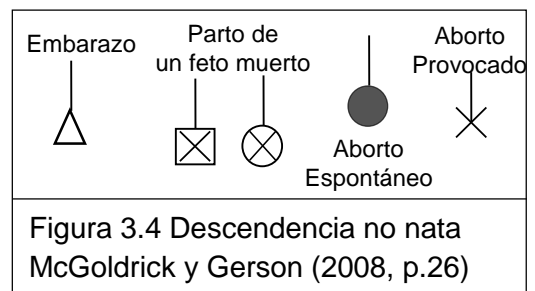 Embarazo
Parto de
un feto muerto
Aborto
Espontáneo
Aborto
Provocado
Figura 3.4 Descendencia no nata
McGoldrick y Gerson (2008, p.26)